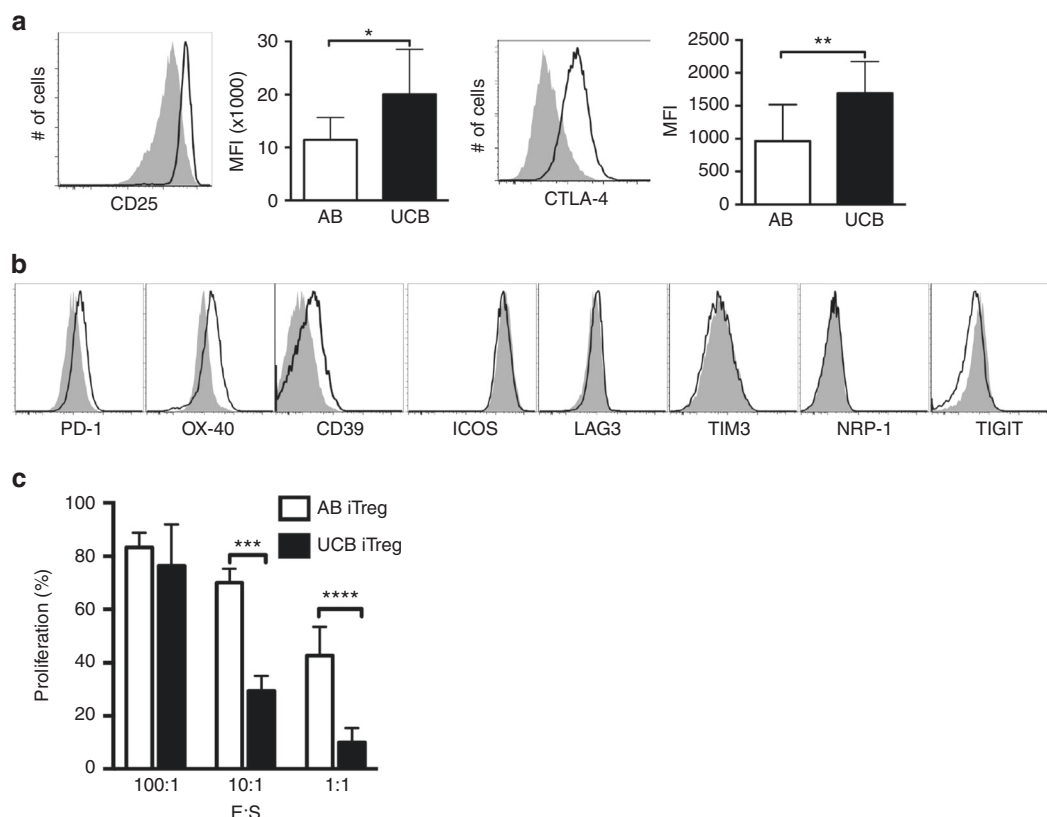 a
# of cells
CD25
MFI (x1000)
30
20
10
0
*
AB
UCB
# of cells
CTLA-4
MFI
2500
2000
1500
1000
500
0
**
AB
UCB
b
PD-1
OX-40
CD39
ICOS
LAG3
TIM3
NRP-1
TIGIT
c
Proliferation (%)
100
80
60
40
20
0
AB iTreg
UCB iTreg
***
****
100:1
10:1
1:1
E:S